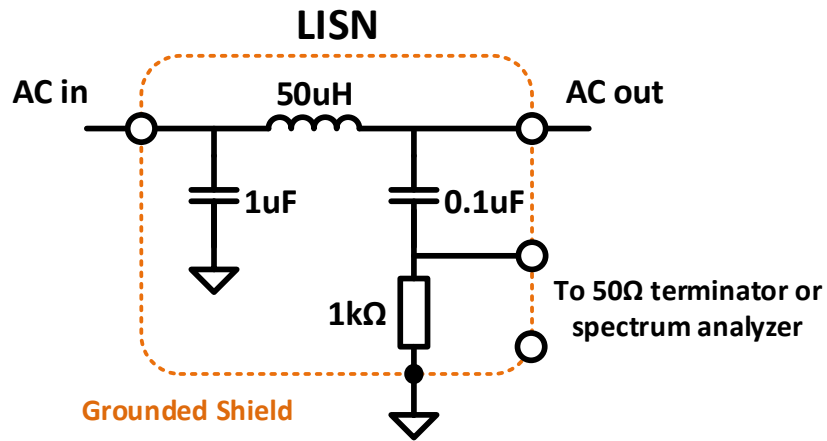 LISN
AC in
50uH
AC out
1uF
0.1uF
1kΩ
To 50Ω terminator or
spectrum analyzer
Grounded Shield